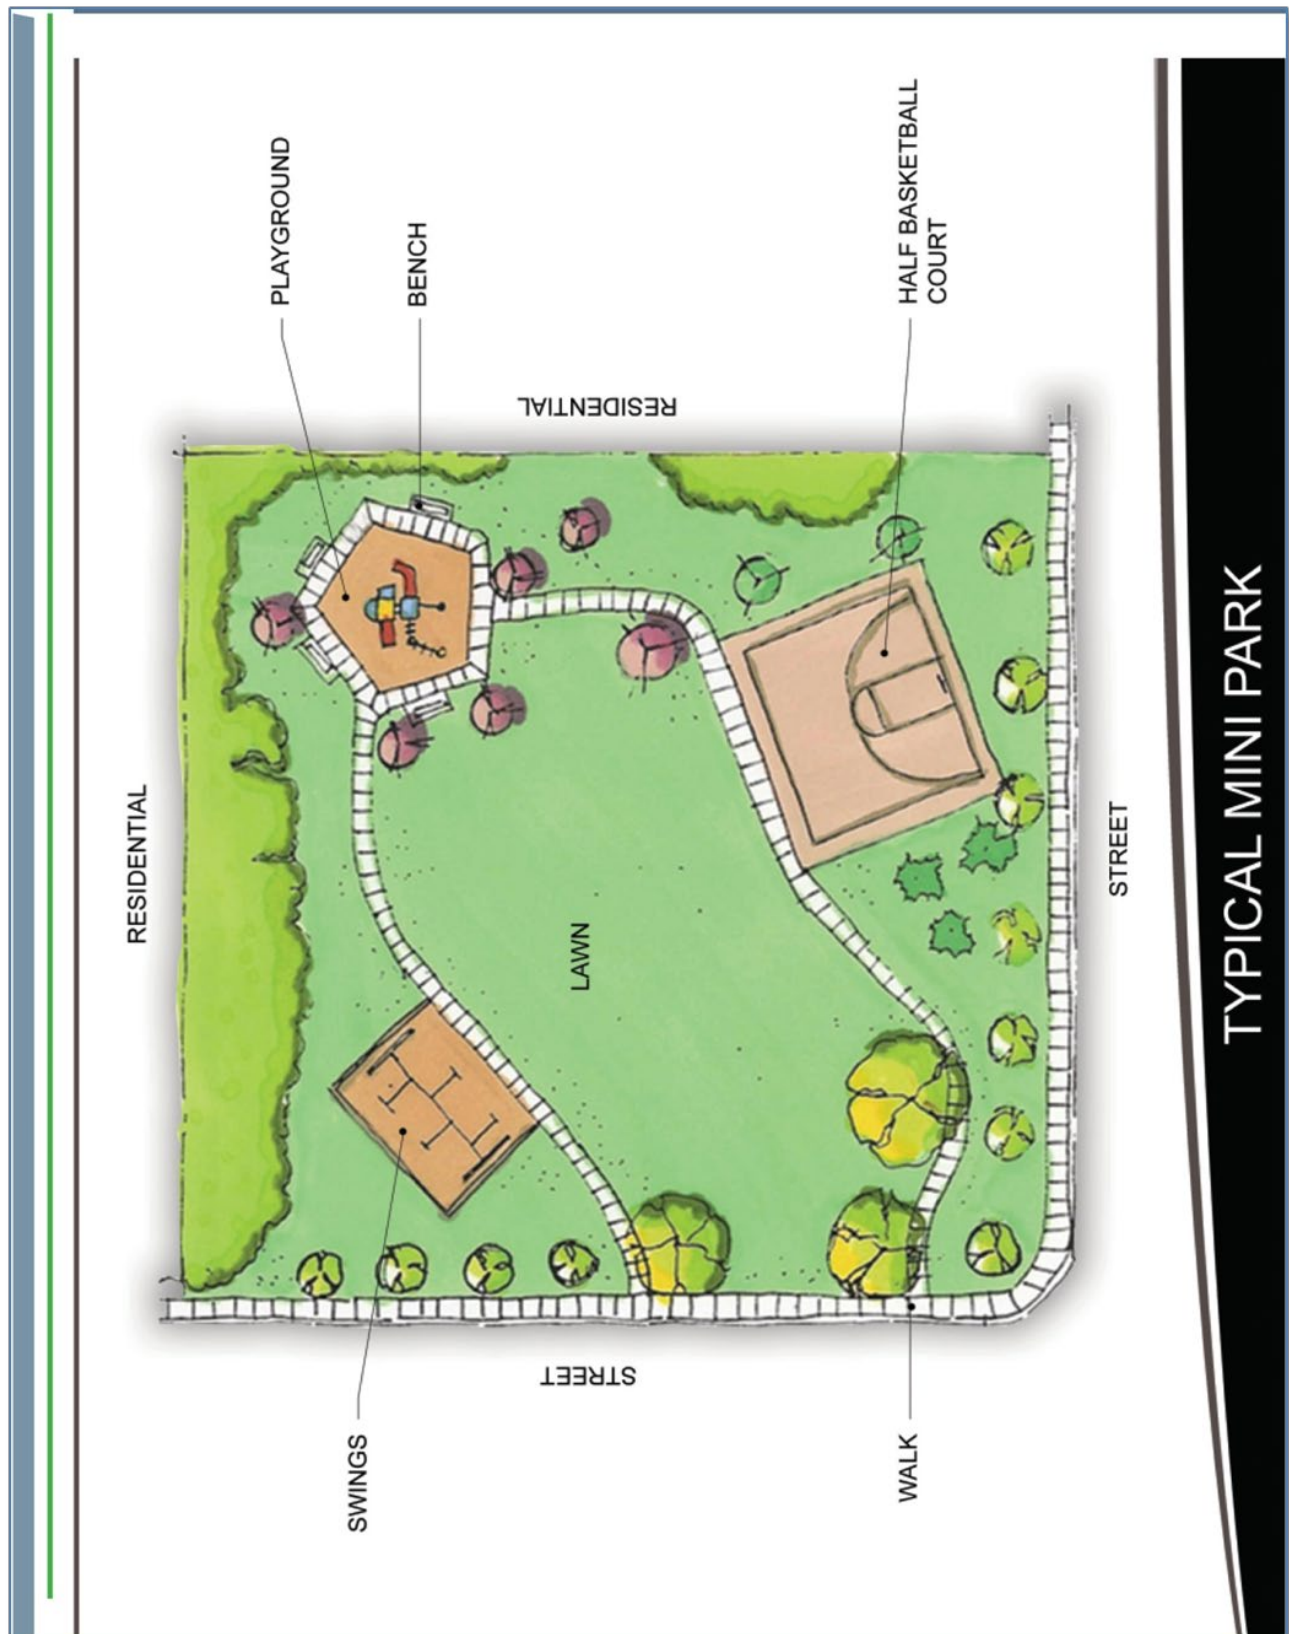 RESIDENTIAL
SWINGS
PLAYGROUND
BENCH
STREET
LAWN
RESIDENTIAL
WALK
HALF BASKETBALL
COURT
STREET
TYPICAL MINI PARK